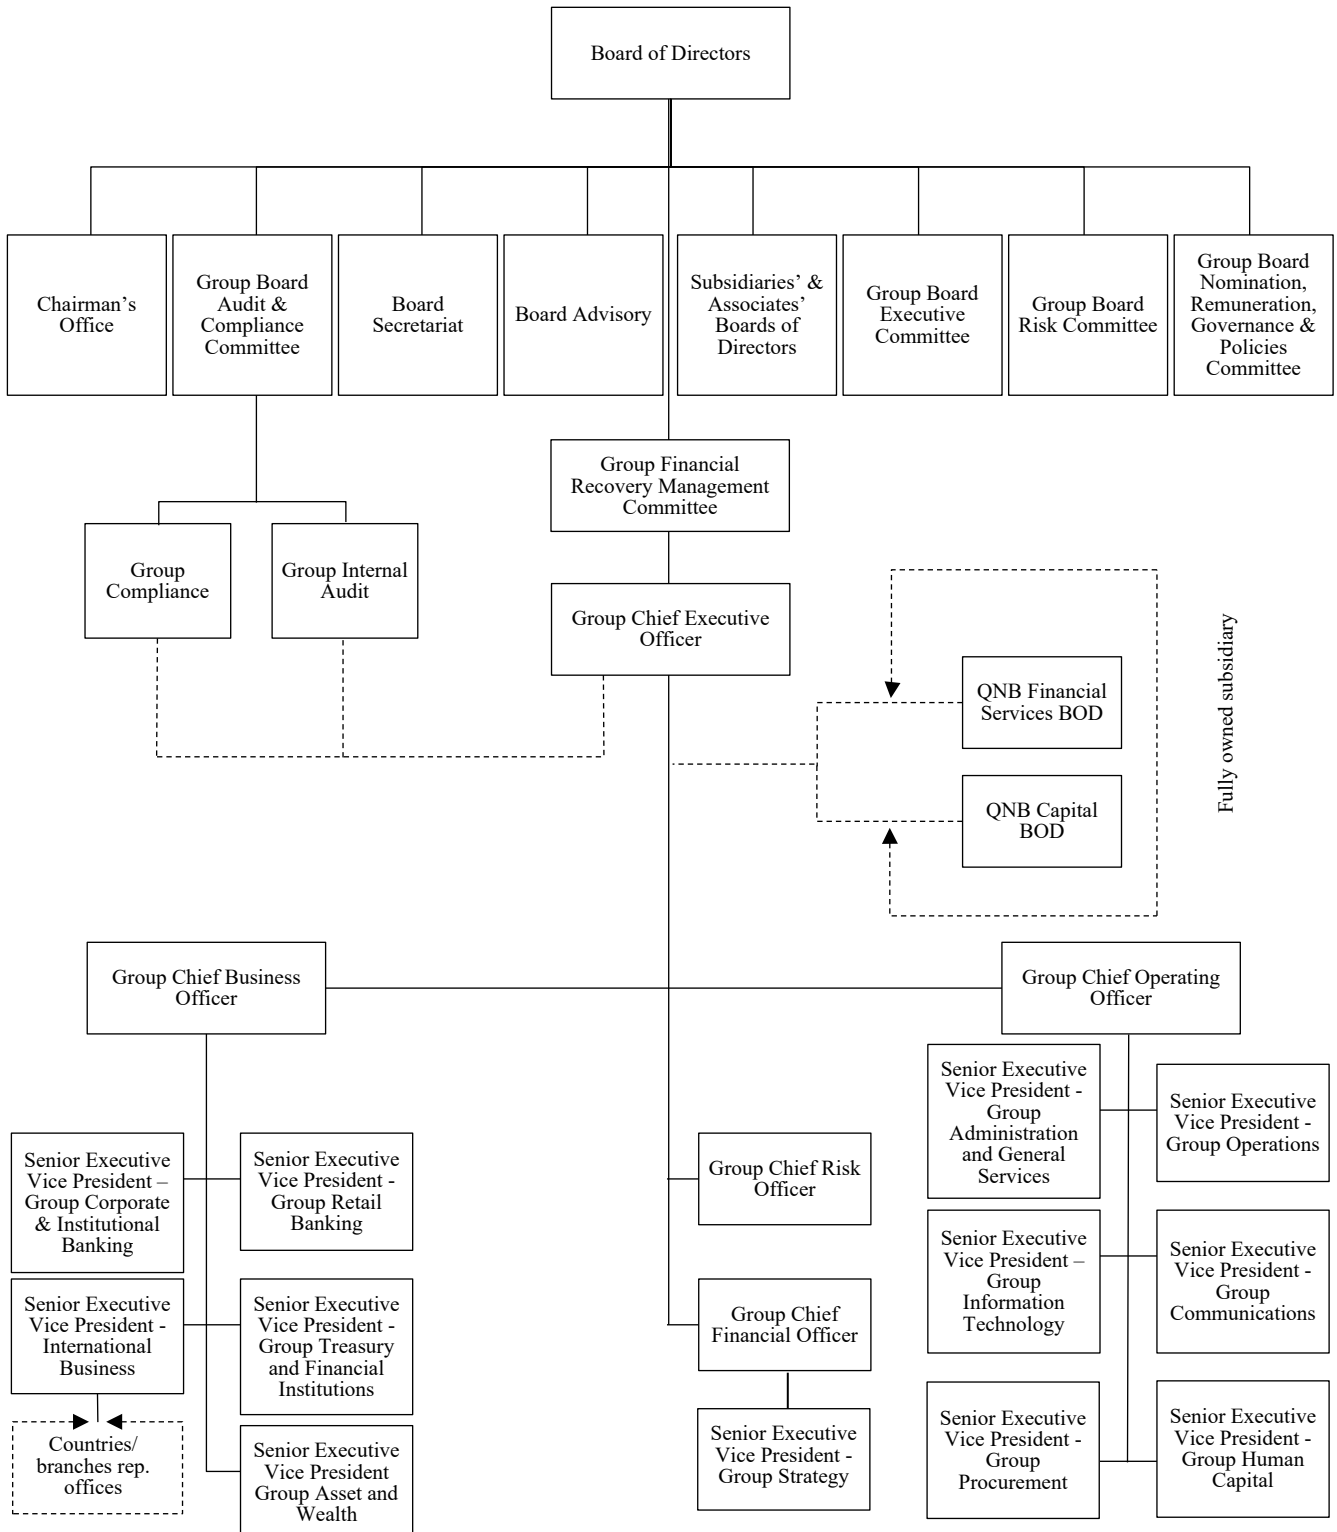 Board of Directors
Chairman’s
Office
Group Board
Audit &
Compliance
Committee
Board
Secretariat
Board Advisory
Subsidiaries’ &
Associates’
Boards of
Directors
Group Board
Executive
Committee
Group Board
Risk Committee
Group Board
Nomination,
Remuneration,
Governance &
Policies
Committee
Group Financial
Recovery Management
Committee
Group
Compliance
Group Internal
Audit
Group Chief Executive
Officer
QNB Financial
Services BOD
QNB Capital
BOD
Fully owned subsidiary
Group Chief Business
Officer
Group Chief Operating
Officer
Senior Executive
Vice President –
Group Corporate
& Institutional
Banking
Senior Executive
Vice President -
Group Retail
Banking
Senior Executive
Vice President -
International
Business
Senior Executive
Vice President -
Group Treasury
and Financial
Institutions
Countries/
branches rep.
offices
Senior Executive
Vice President
Group Asset and
Wealth
Group Chief Risk
Officer
Group Chief
Financial Officer
Senior Executive
Vice President -
Group Strategy
Senior Executive
Vice President -
Group
Administration
and General
Services
Senior Executive
Vice President -
Group Operations
Senior Executive
Vice President –
Group
Information
Technology
Senior Executive
Vice President -
Group
Communications
Senior Executive
Vice President -
Group
Procurement
Senior Executive
Vice President -
Group Human
Capital